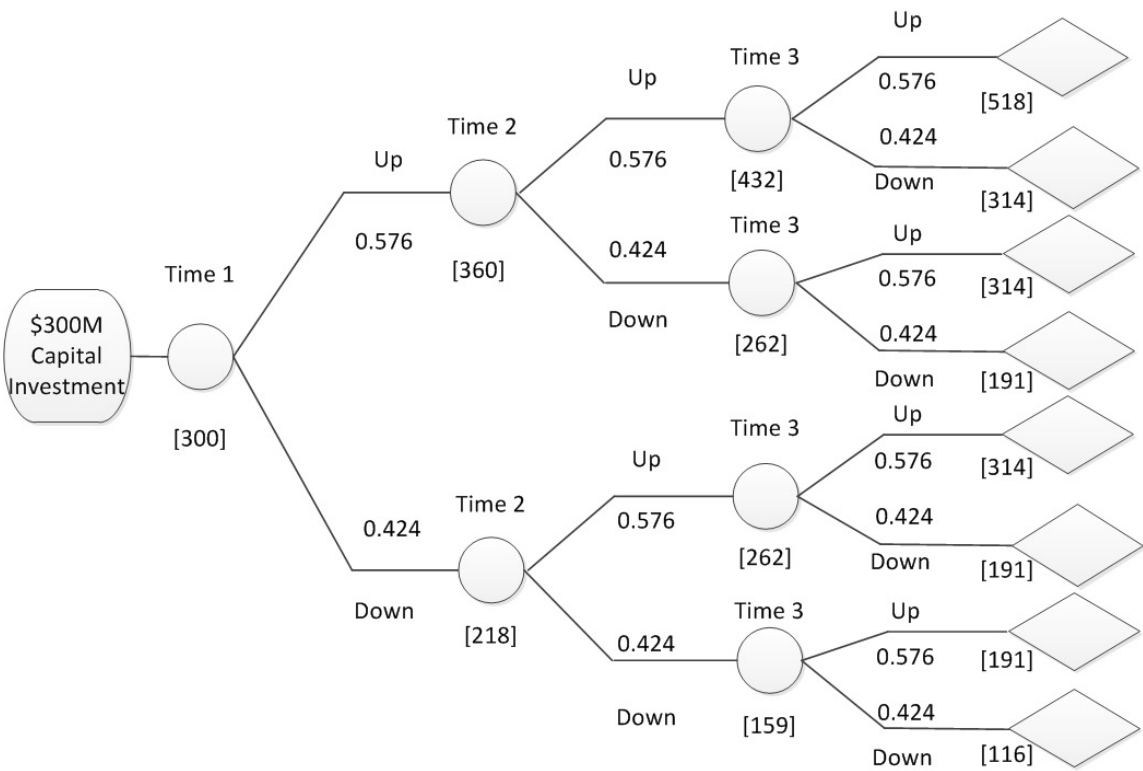 $300M
Capital
Investment
Time 1
[300]
Up
0.576
0.424
Down
Time 2
[360]
Time 2
[218]
Up
0.576
0.424
Down
Up
0.576
0.424
Down
Time 3
[432]
Time 3
[262]
Time 3
[262]
Time 3
[159]
Up
0.576
[518]
0.424
Down
[314]
Up
0.576
[314]
0.424
Down
[191]
Up
0.576
[314]
0.424
Down
[191]
Up
0.576
[191]
0.424
Down
[116]